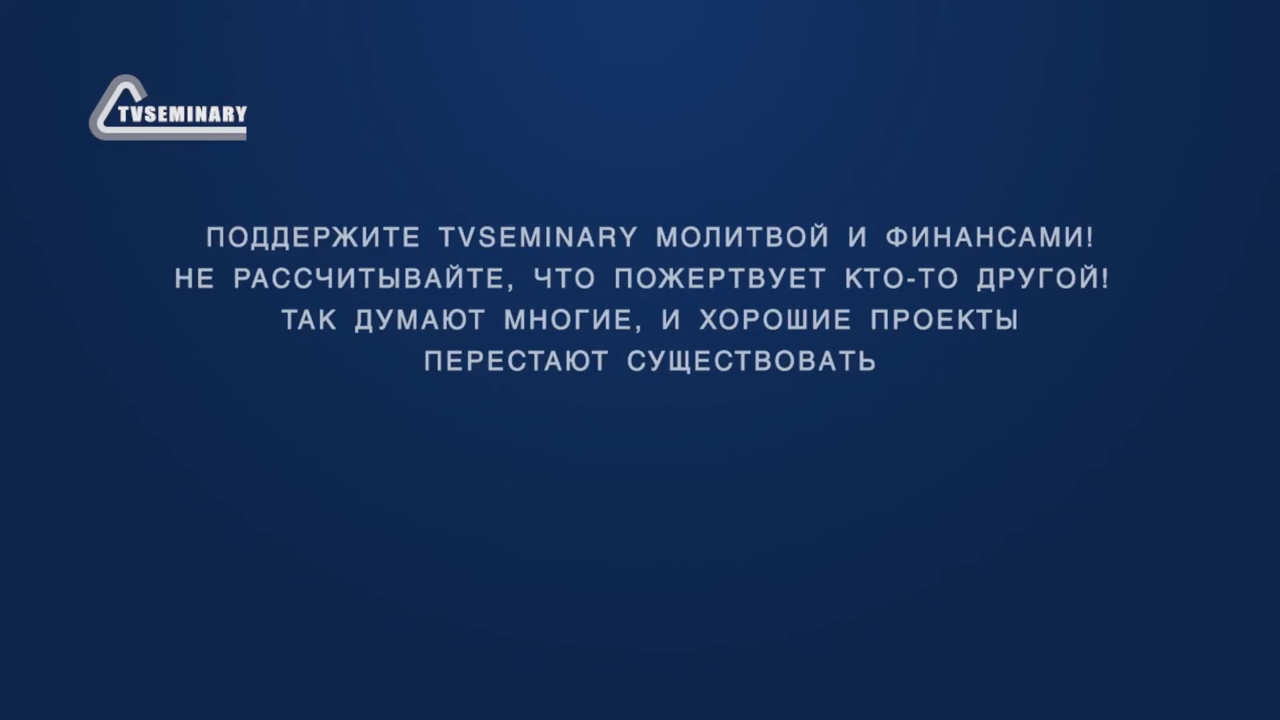 TVSEMINARY
ПОДДЕРЖИТЕ TVSEMINARY МОЛИТВОЙ И ФИНАНСАМИ!
НЕ РАССЧИТЫВАЙТЕ, ЧТО ПОЖЕРТВУЕТ КТО-ТО ДРУГОЙ!
ТАК ДУМАЮТ МНОГИЕ, И ХОРОШИЕ ПРОЕКТЫ
ПЕРЕСТАЮТ СУЩЕСТВОВАТЬ